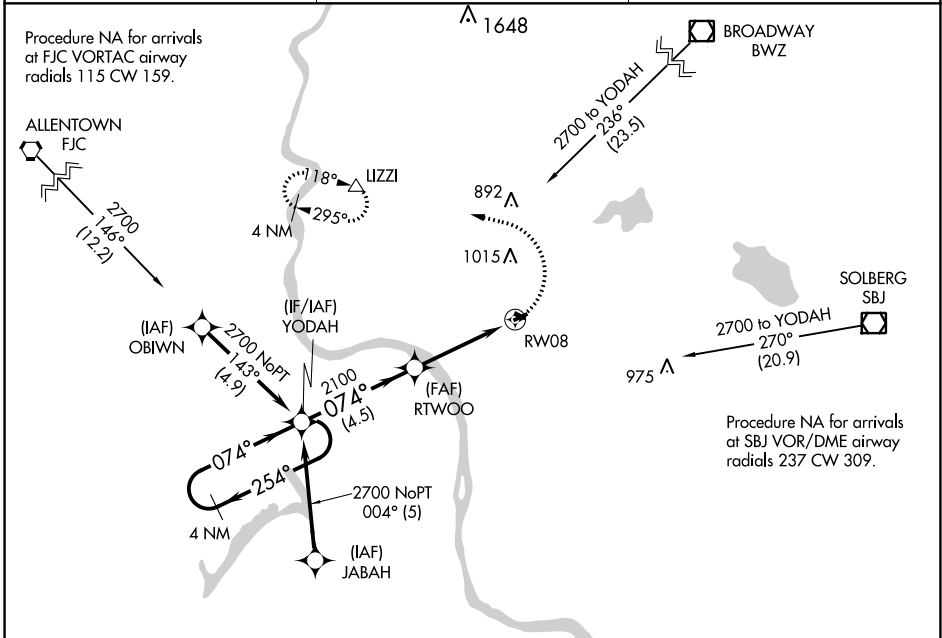 1648
Procedure NA for arrivals
at FJC VORTAC airway
radials 115 CW 159.
BROADWAY
BWZ
2700 to YODAH
236°
(23.5)
ALLENTOWN
FJC
2700
146°
(12.2)
118°
LIZZI
295°
4 NM
892
1015
SOLBERG
SBJ
2700 to YODAH
270°
(20.9)
975
(IAF)
OBIWN
2700 NoPT
143°
(4.9)
(IF/IAF)
YODAH
RW08
2100
074°
(4.5)
(FAF)
RTWOO
074°
254°
4 NM
2700 NoPT
004° (5)
(IAF)
JABAH
Procedure NA for arrivals
at SBJ VOR/DME airway
radials 237 CW 309.